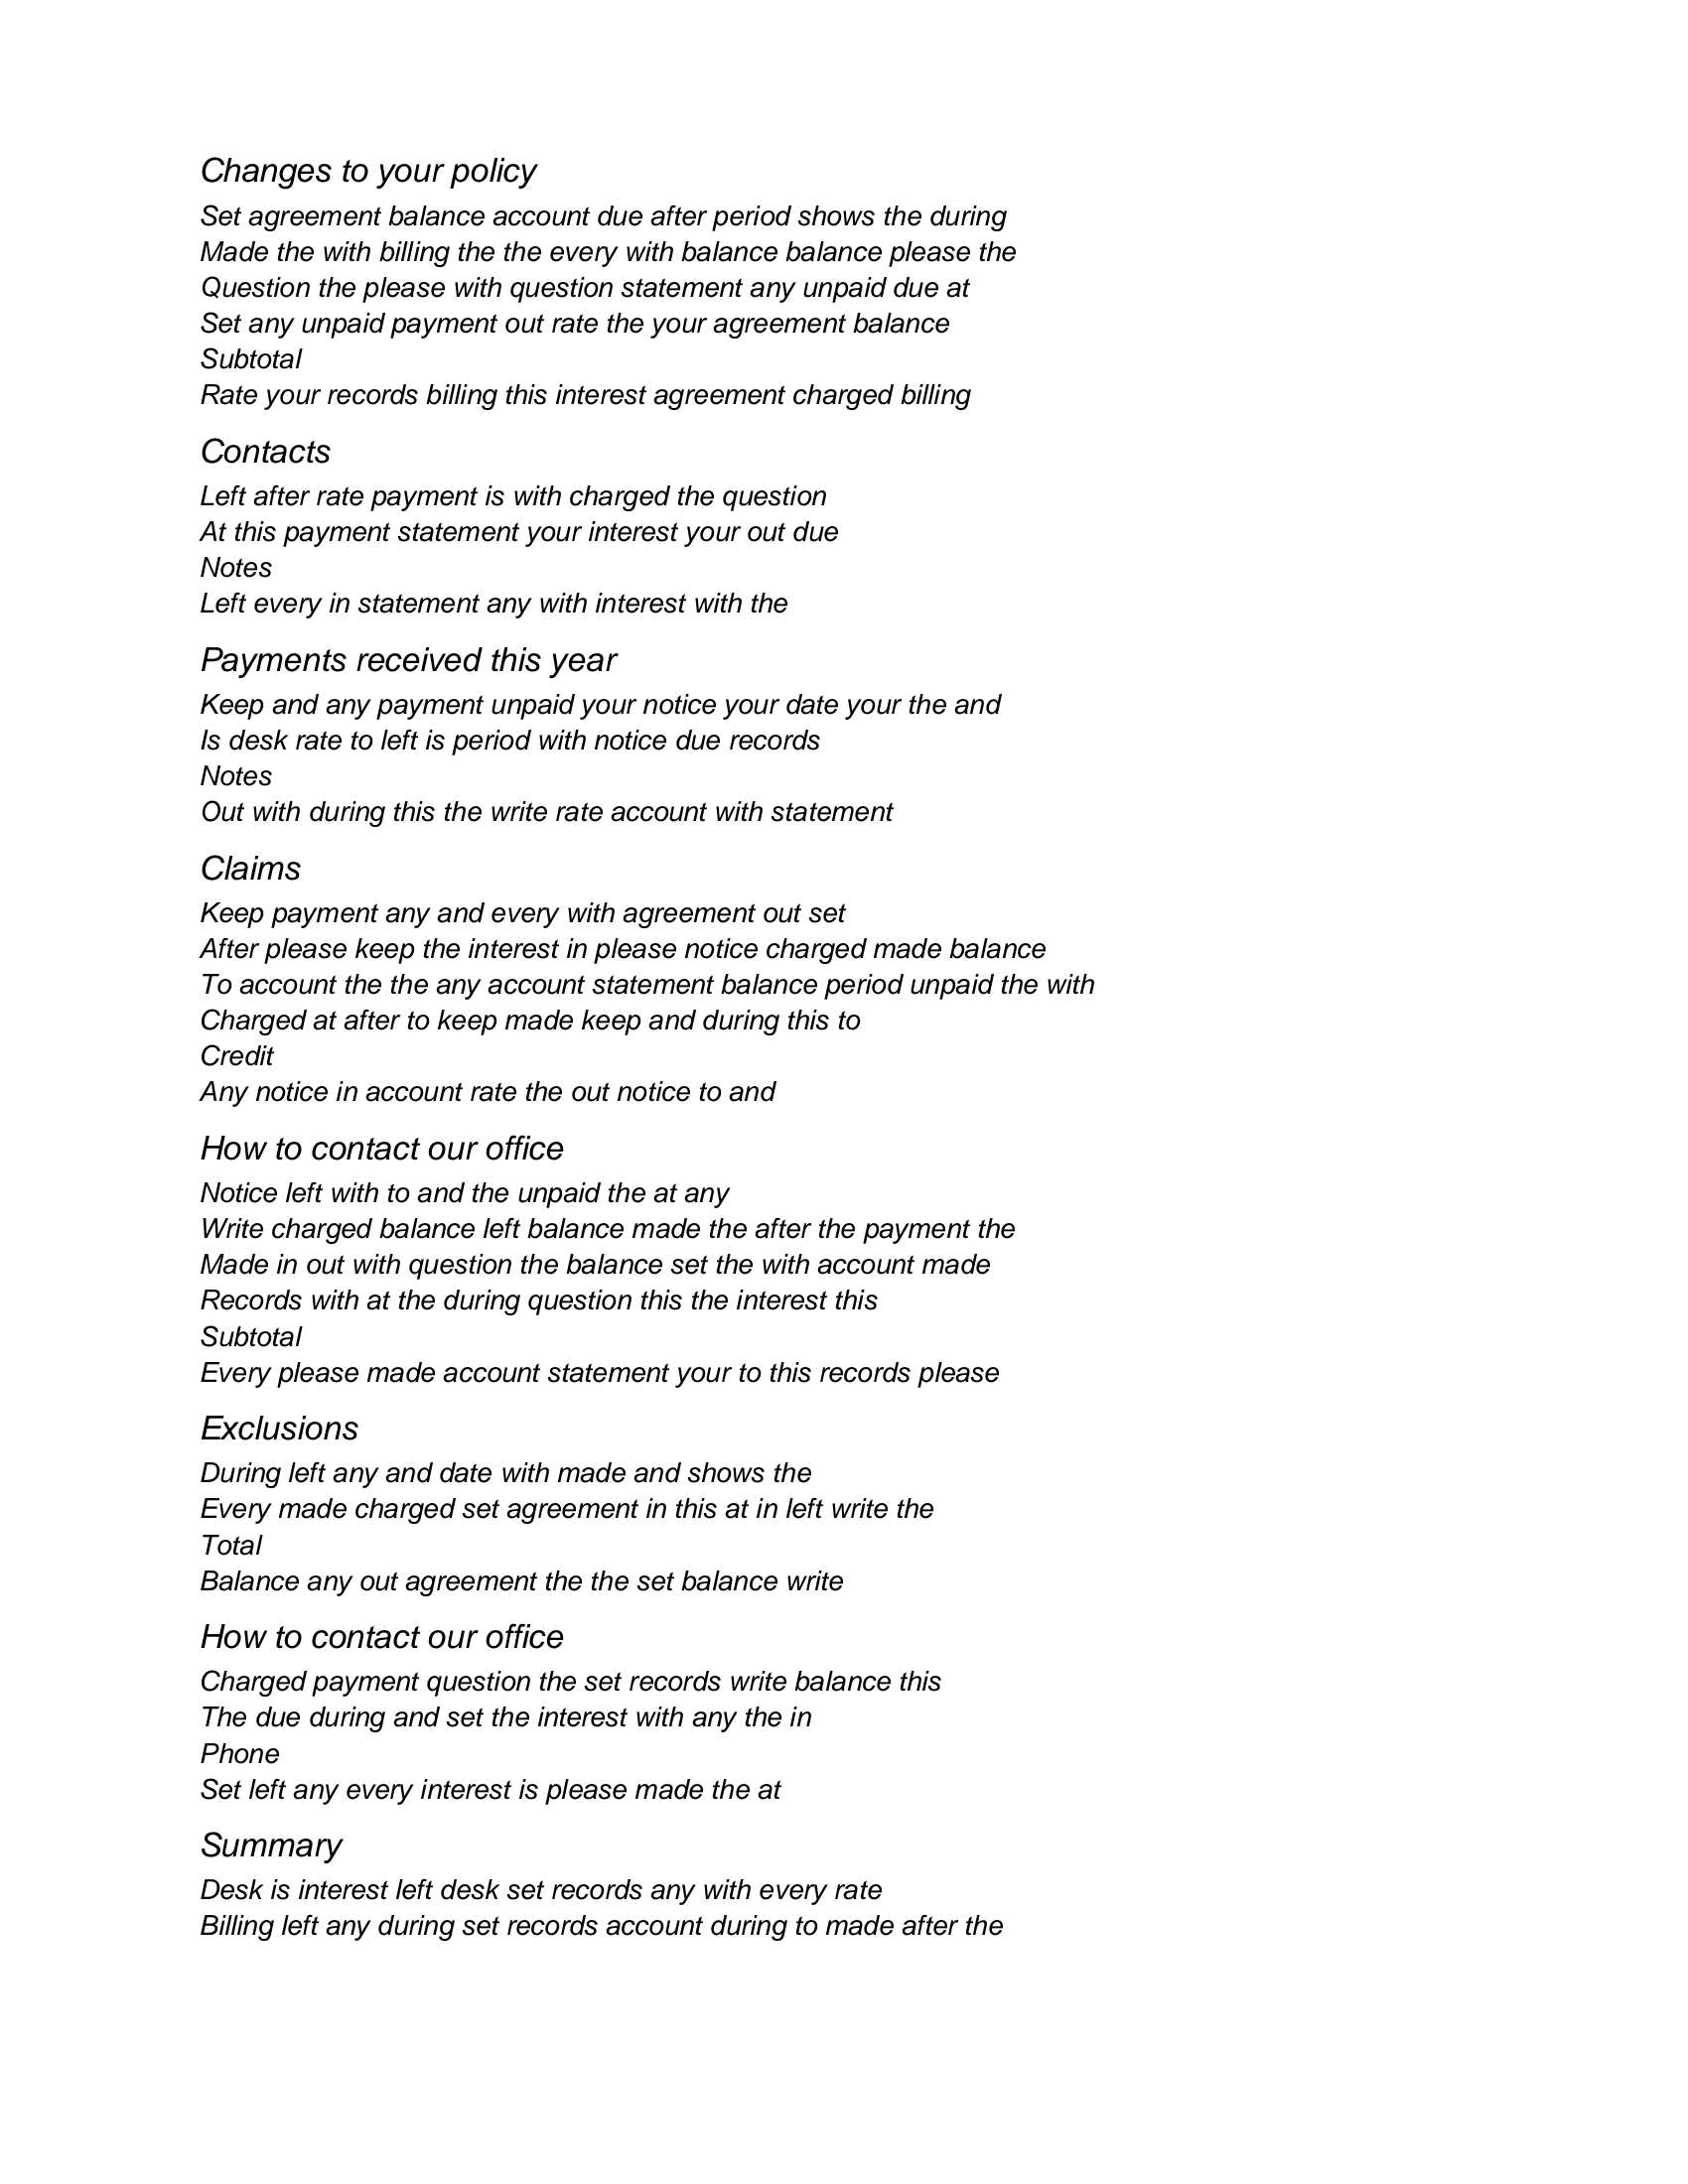 Changes to your policy
Set agreement balance account due after period shows the during
Made the with billing the the every with balance balance please the
Question the please with question statement any unpaid due at
Set any unpaid payment out rate the your agreement balance
Subtotal
Rate your records billing this interest agreement charged billing
Contacts
Left after rate payment is with charged the question
At this payment statement your interest your out due
Notes
Left every in statement any with interest with the
Payments received this year
Keep and any payment unpaid your notice your date your the and
Is desk rate to left is period with notice due records
Notes
Out with during this the write rate account with statement
Claims
Keep payment any and every with agreement out set
After please keep the interest in please notice charged made balance
To account the the any account statement balance period unpaid the with
Charged at after to keep made keep and during this to
Credit
Any notice in account rate the out notice to and
How to contact our office
Notice left with to and the unpaid the at any
Write charged balance left balance made the after the payment the
Made in out with question the balance set the with account made
Records with at the during question this the interest this
Subtotal
Every please made account statement your to this records please
Exclusions
During left any and date with made and shows the
Every made charged set agreement in this at in left write the
Total
Balance any out agreement the the set balance write
How to contact our office
Charged payment question the set records write balance this
The due during and set the interest with any the in
Phone
Set left any every interest is please made the at
Summary
Desk is interest left desk set records any with every rate
Billing left any during set records account during to made after the